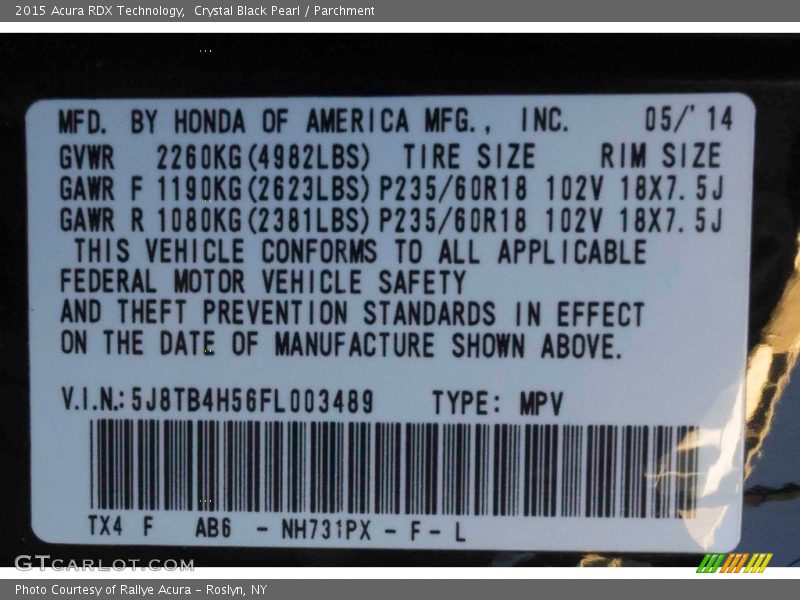 2015 Acura RDX Technology,  Crystal Black Pearl / Parchment
MFD. BY HONDA OF AMERICA MFG., INC. 05/'14
GVWR 2260KG(4982LBS) TIRE SIZE RIM SIZE
GAWR F 1190KG(2623LBS) P235/60R18 102V 18X7.5J
GAWR R 1080KG(2381LBS) P235/60R18 102V 18X7.5J
THIS VEHICLE CONFORMS TO ALL APPLICABLE
FEDERAL MOTOR VEHICLE SAFETY
AND THEFT PREVENTION STANDARDS IN EFFECT
ON THE DATE OF MANUFACTURE SHOWN ABOVE.
V.I.N.: 5J8TB4H56FL003489 TYPE: MPV
TX4 F AB6 - NH731PX - F - L
GTCARLOT.COM
Photo Courtesy of Rallye Acura - Roslyn, NY